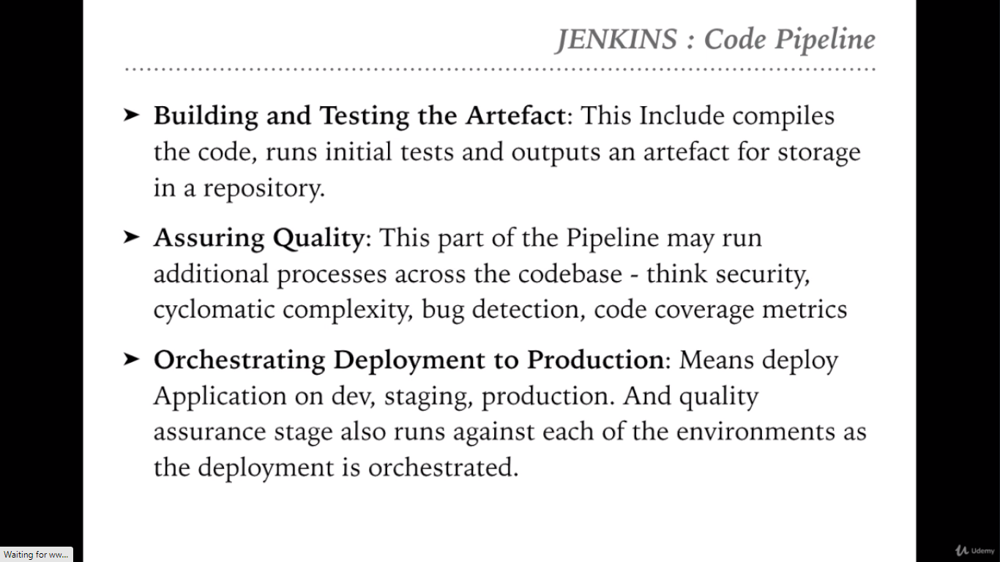 JENKINS : Code Pipeline
➤ Building and Testing the Artefact: This Include compiles
the code, runs initial tests and outputs an artefact for storage
in a repository.
➤ Assuring Quality: This part of the Pipeline may run
additional processes across the codebase - think security,
cyclomatic complexity, bug detection, code coverage metrics
➤ Orchestrating Deployment to Production: Means deploy
Application on dev, staging, production. And quality
assurance stage also runs against each of the environments as
the deployment is orchestrated.
Waiting for ww...
Udemy